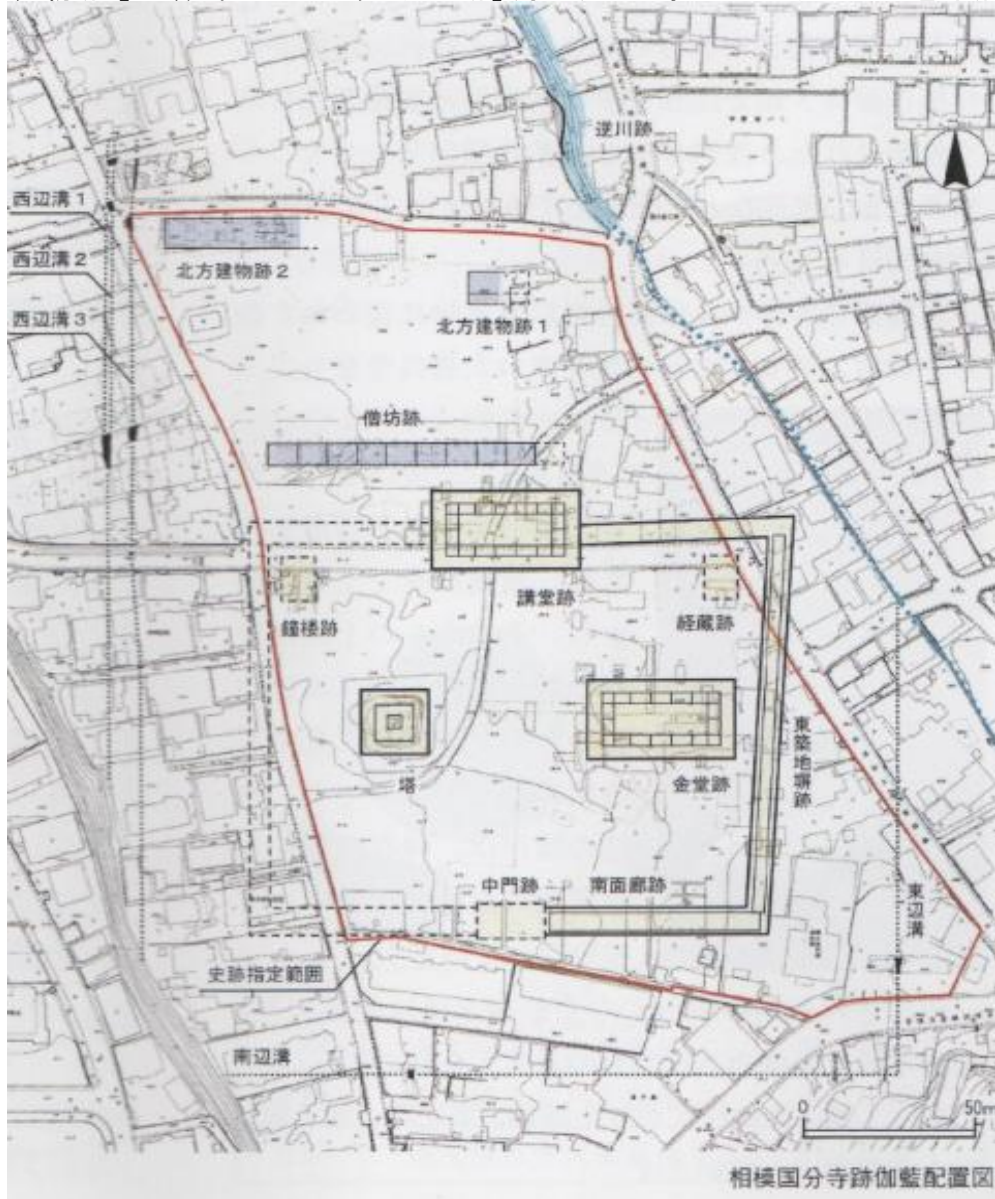 逆川跡
西辺溝1
西辺溝2
西辺溝3
北方建物跡2
北方建物跡1
僧坊跡
講堂跡
鐘楼跡
経蔵跡
塔
金堂跡
東築地塀跡
中門跡
南面廊跡
東辺溝
史跡指定範囲
南辺溝
0
50m
相模国分寺跡伽藍配置図